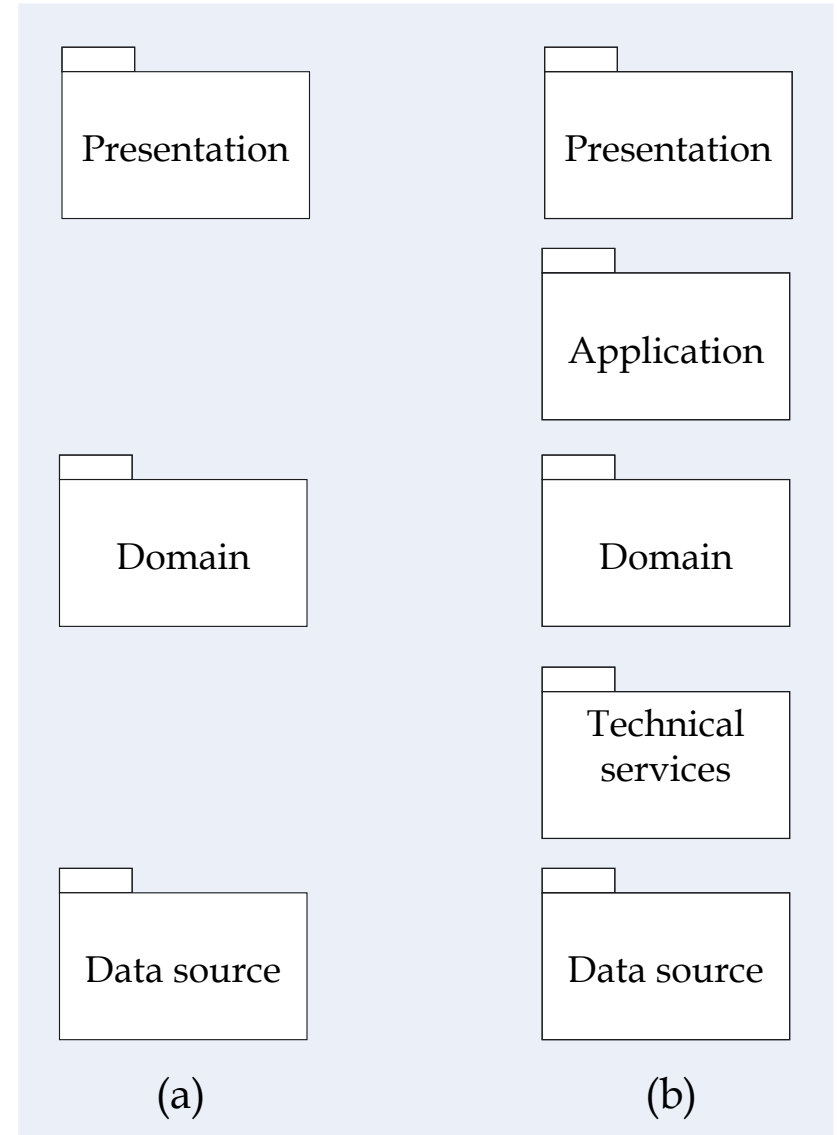 Presentation
Presentation
Application
Domain
Domain
Technical
services
Data source
Data source
(a)
(b)